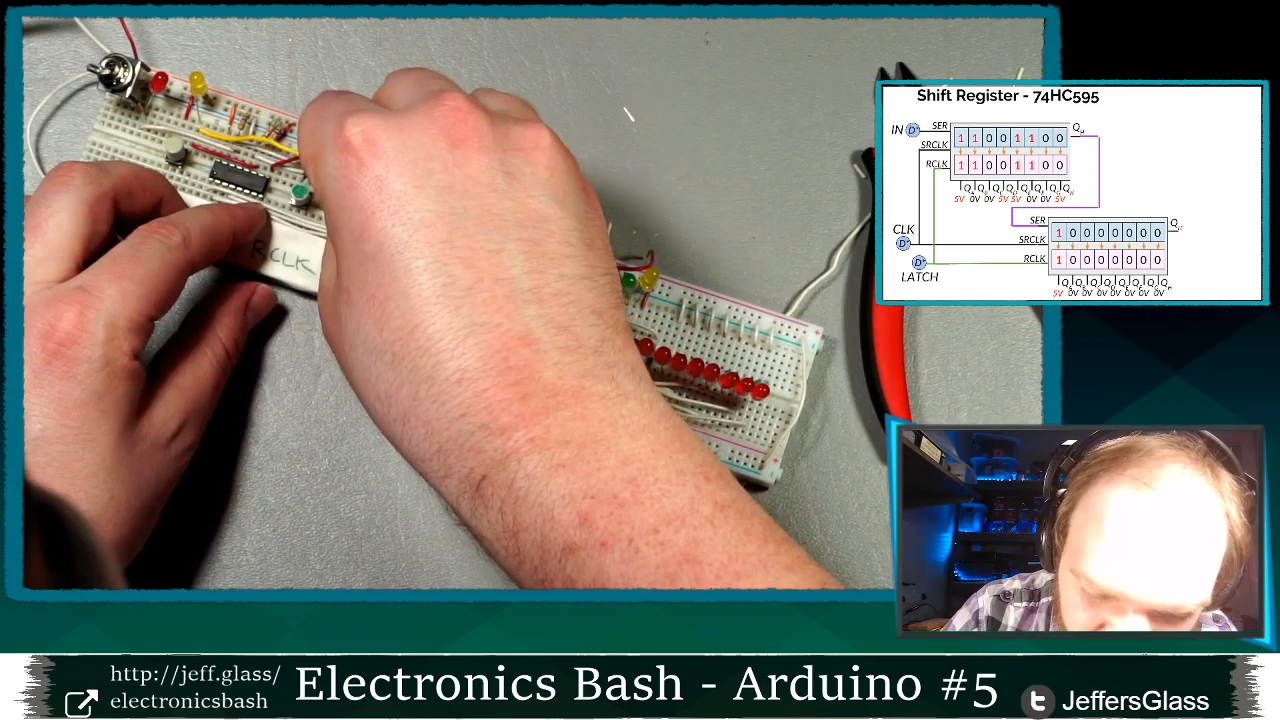 RCLK
Shift Register - 74HC595
IN D+ SER
SRCLK
RCLK
1 1 0 0 1 1 0 0
1 1 0 0 1 1 0 0
5V 0V 0V 5V 5V 0V 0V 5V
CLK
D+
LATCH
D+
SER
SRCLK
RCLK
1 0 0 0 0 0 0 0
1 0 0 0 0 0 0 0
5V 0V 0V 0V 0V 0V 0V 0V
http://jeff.glass/
electronicsbash
Electronics Bash - Arduino #5
JeffersGlass